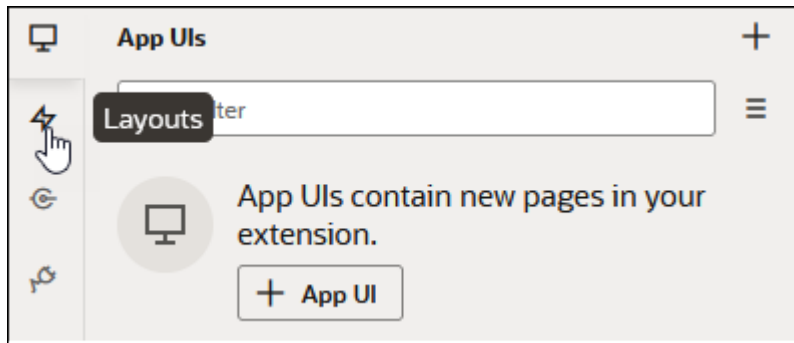 App UIs
Layouts
lter
App UIs contain new pages in your
extension.
App UI